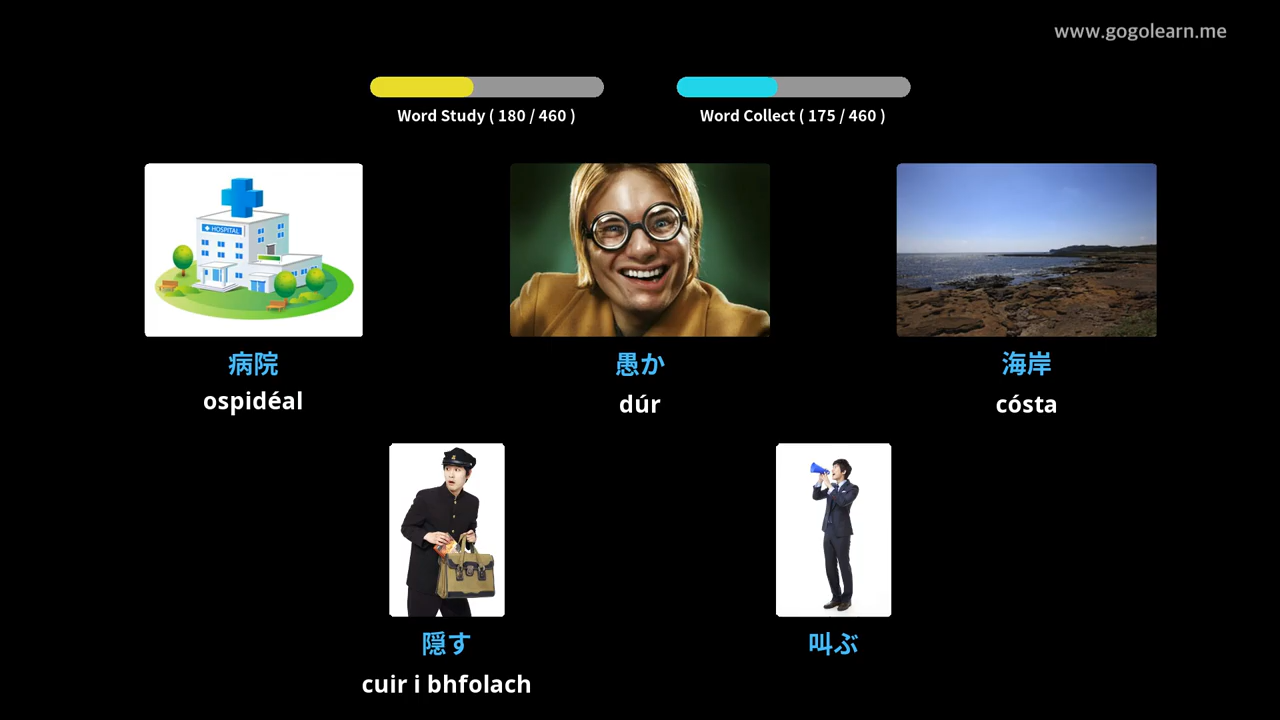 www.gogolearn.me
Word Study ( 180 / 460 )
Word Collect ( 175 / 460 )
HOSPITAL
病院
ospidéal
愚か
dúr
海岸
cósta
隠す
cuir i bhfolach
叫ぶ